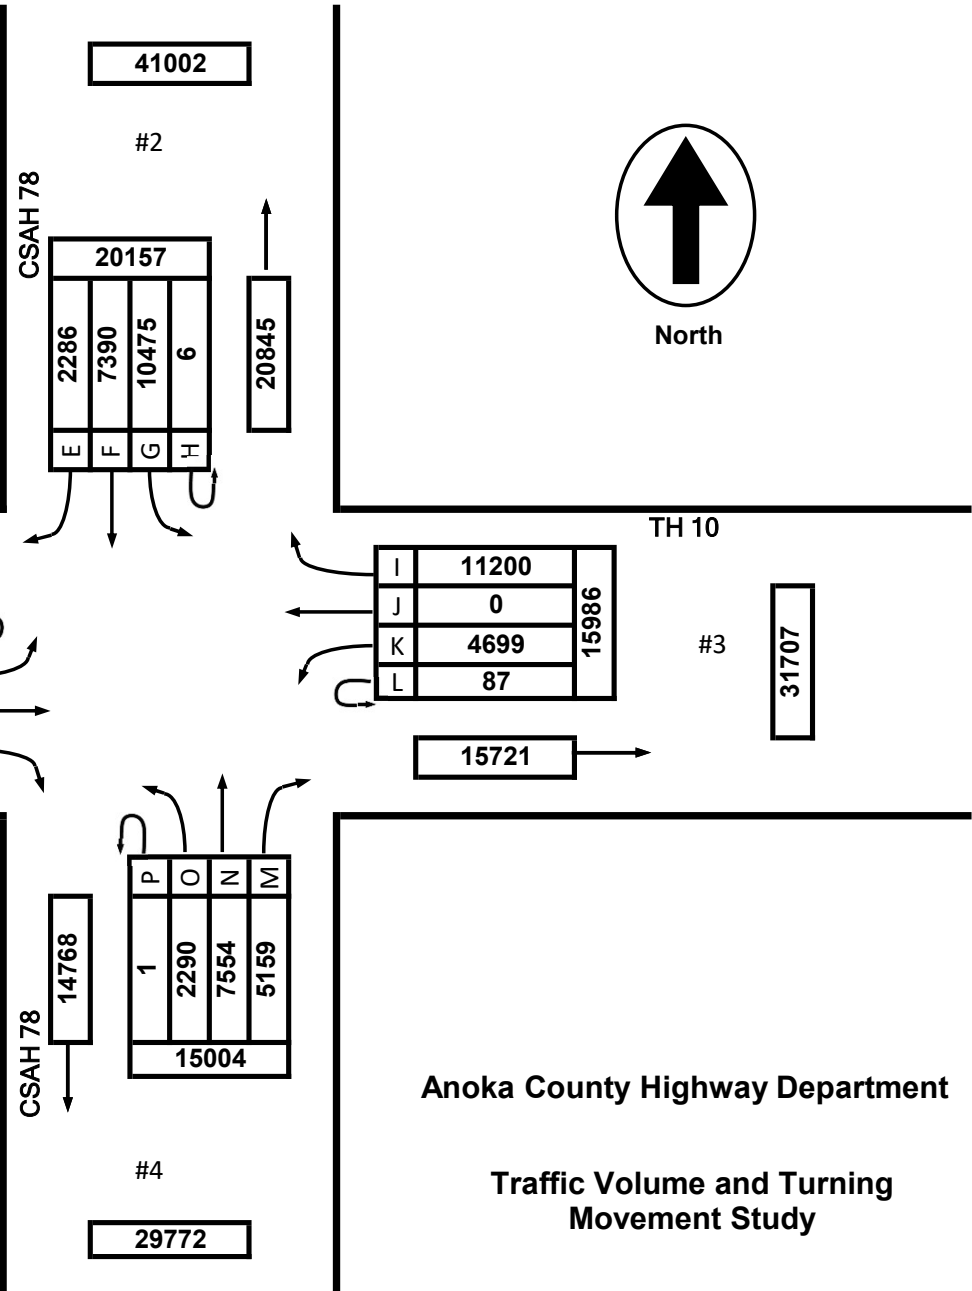 41002
#2
CSAH 78
20157
2286
7390
10475
6
20845
E
F
G
H
North
TH 10
I 11200
J 0
K 4699
L 87
15986
#3
31707
15721
P
O
N
M
1
2290
7554
5159
14768
15004
CSAH 78
Anoka County Highway Department
#4
Traffic Volume and Turning
Movement Study
29772